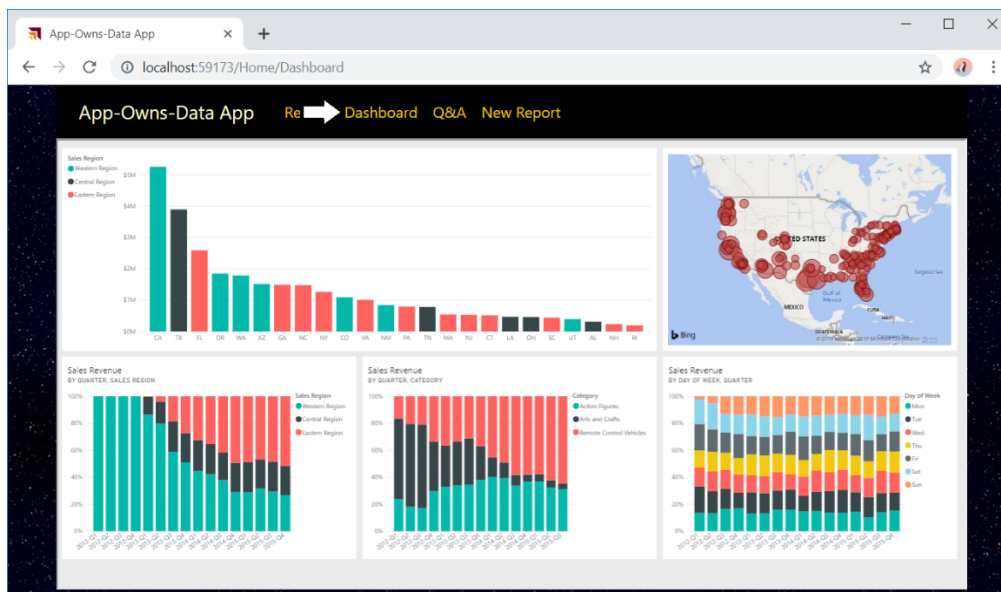 App-Owns-Data App
localhost:59173/Home/Dashboard
App-Owns-Data App Re Dashboard Q&A New Report
Sales Region
Western Region
Central Region
Eastern Region
$5M
$4M
$3M
$2M
$1M
$0M
CA TX FL OR WA AZ GA NC NY CO VA NM PA TN MA NJ CT LA OH SC UT AL NH RI
UNITED STATES
MEXICO
Gulf of
Mexico
CUBA
HAITI
GUATEMALA
Caribbean Sea
Sargasso Sea
Bing
Sales Revenue
BY QUARTER, SALES REGION
Sales Region
Western Region
Central Region
Eastern Region
100%
80%
60%
40%
20%
0%
Sales Revenue
BY QUARTER, CATEGORY
Category
Action Figures
Arts and Crafts
Remote Control Vehicles
100%
80%
60%
40%
20%
0%
Sales Revenue
BY DAY OF WEEK, QUARTER
Day of Week
Mon
Tue
Wed
Thu
Fri
Sat
Sun
100%
80%
60%
40%
20%
0%